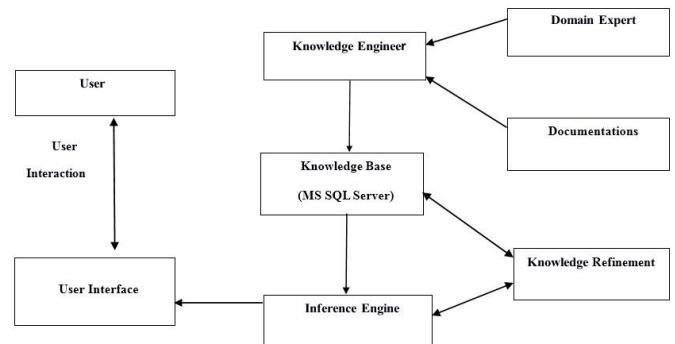 Domain Expert
Knowledge Engineer
User
Documentations
User
Interaction
Knowledge Base
(MS SQL Server)
Knowledge Refinement
User Interface
Inference Engine